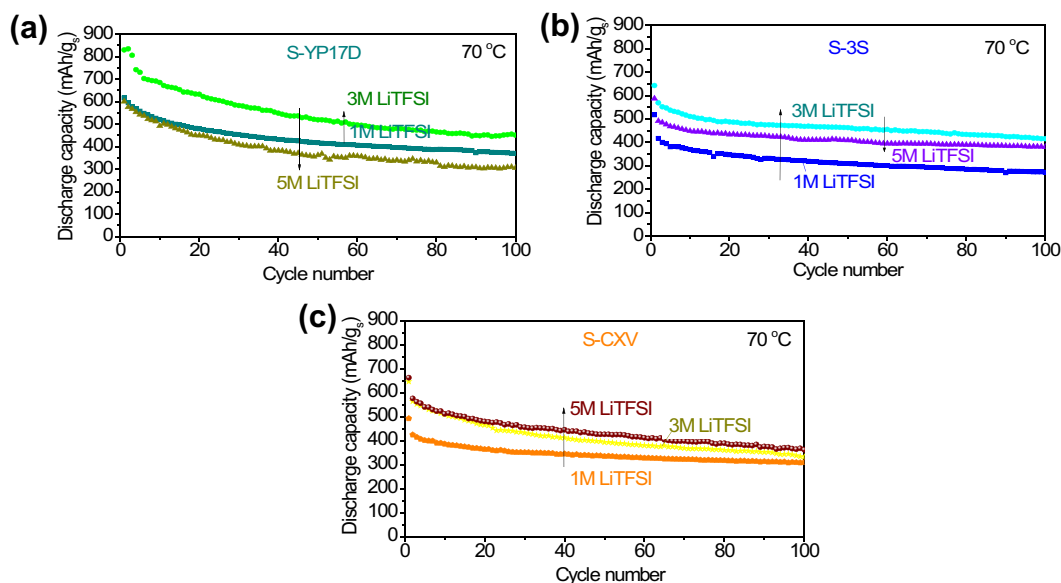 (a)
900
800
700
600
500
400
300
200
100
0
Discharge capacity (mAh/gs)
S-YP17D
70 °C
3M LiTFSI
1M LiTFSI
5M LiTFSI
0 20 40 60 80 100
Cycle number
(b)
900
800
700
600
500
400
300
200
100
0
Discharge capacity (mAh/gs)
S-3S
70 °C
3M LiTFSI
5M LiTFSI
1M LiTFSI
0 20 40 60 80 100
Cycle number
(c)
900
800
700
600
500
400
300
200
100
0
Discharge capacity (mAh/gs)
S-CXV
70 °C
5M LiTFSI
3M LiTFSI
1M LiTFSI
0 20 40 60 80 100
Cycle number